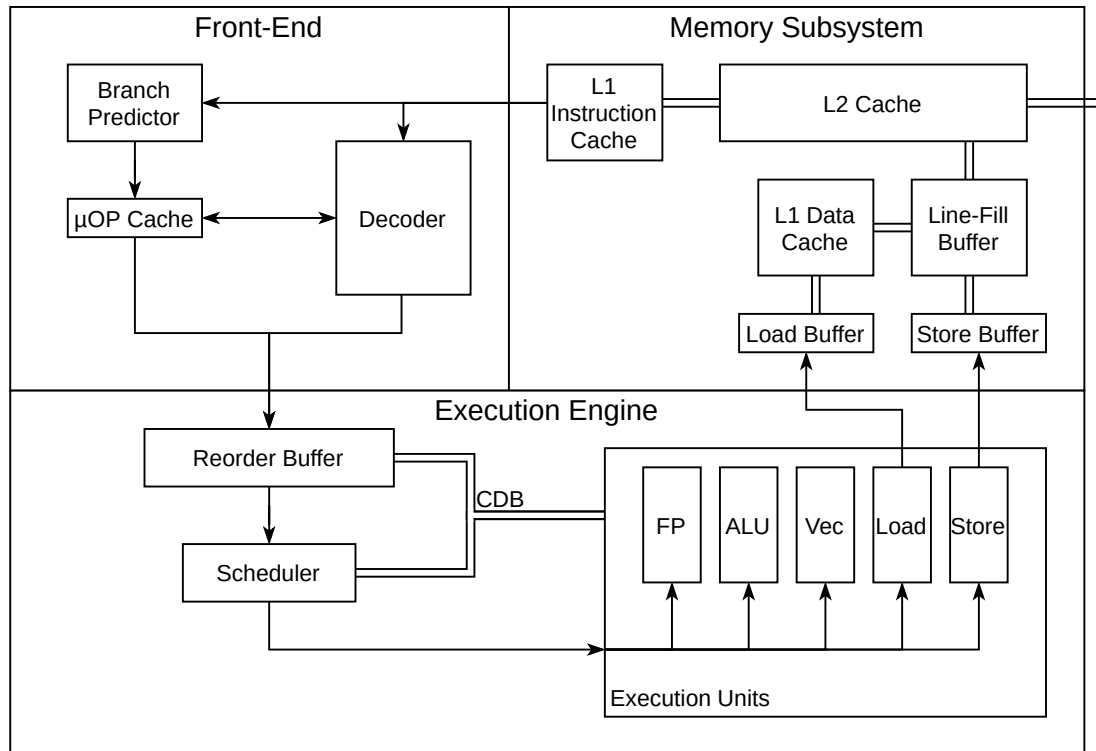 Front-End
Memory Subsystem
Branch
Predictor
L1
Instruction
Cache
L2 Cache
µOP Cache
Decoder
L1 Data
Cache
Line-Fill
Buffer
Load Buffer
Store Buffer
Execution Engine
Reorder Buffer
CDB
Scheduler
FP
ALU
Vec
Load
Store
Execution Units